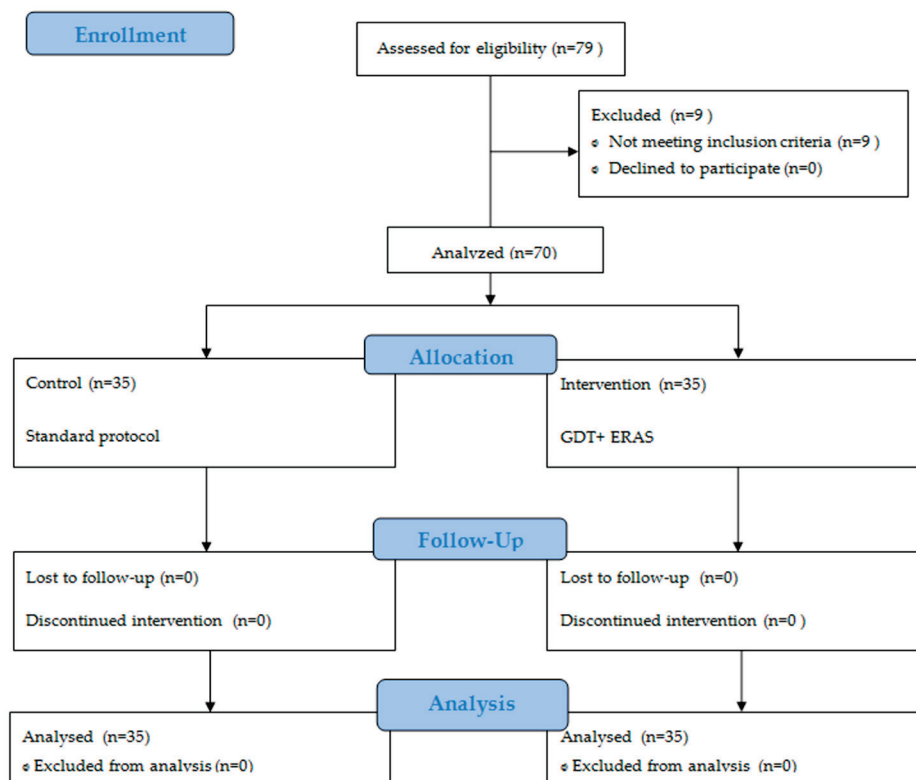 Enrollment
Assessed for eligibility (n=79 )
Excluded (n=9 )
Not meeting inclusion criteria (n=9 )
Declined to participate (n=0)
Analyzed (n=70)
Allocation
Control (n=35)
Standard protocol
Intervention (n=35)
GDT+ ERAS
Follow-Up
Lost to follow-up (n=0)
Discontinued intervention (n=0)
Lost to follow-up (n=0)
Discontinued intervention (n=0 )
Analysis
Analysed (n=35)
Excluded from analysis (n=0)
Analysed (n=35)
Excluded from analysis (n=0)